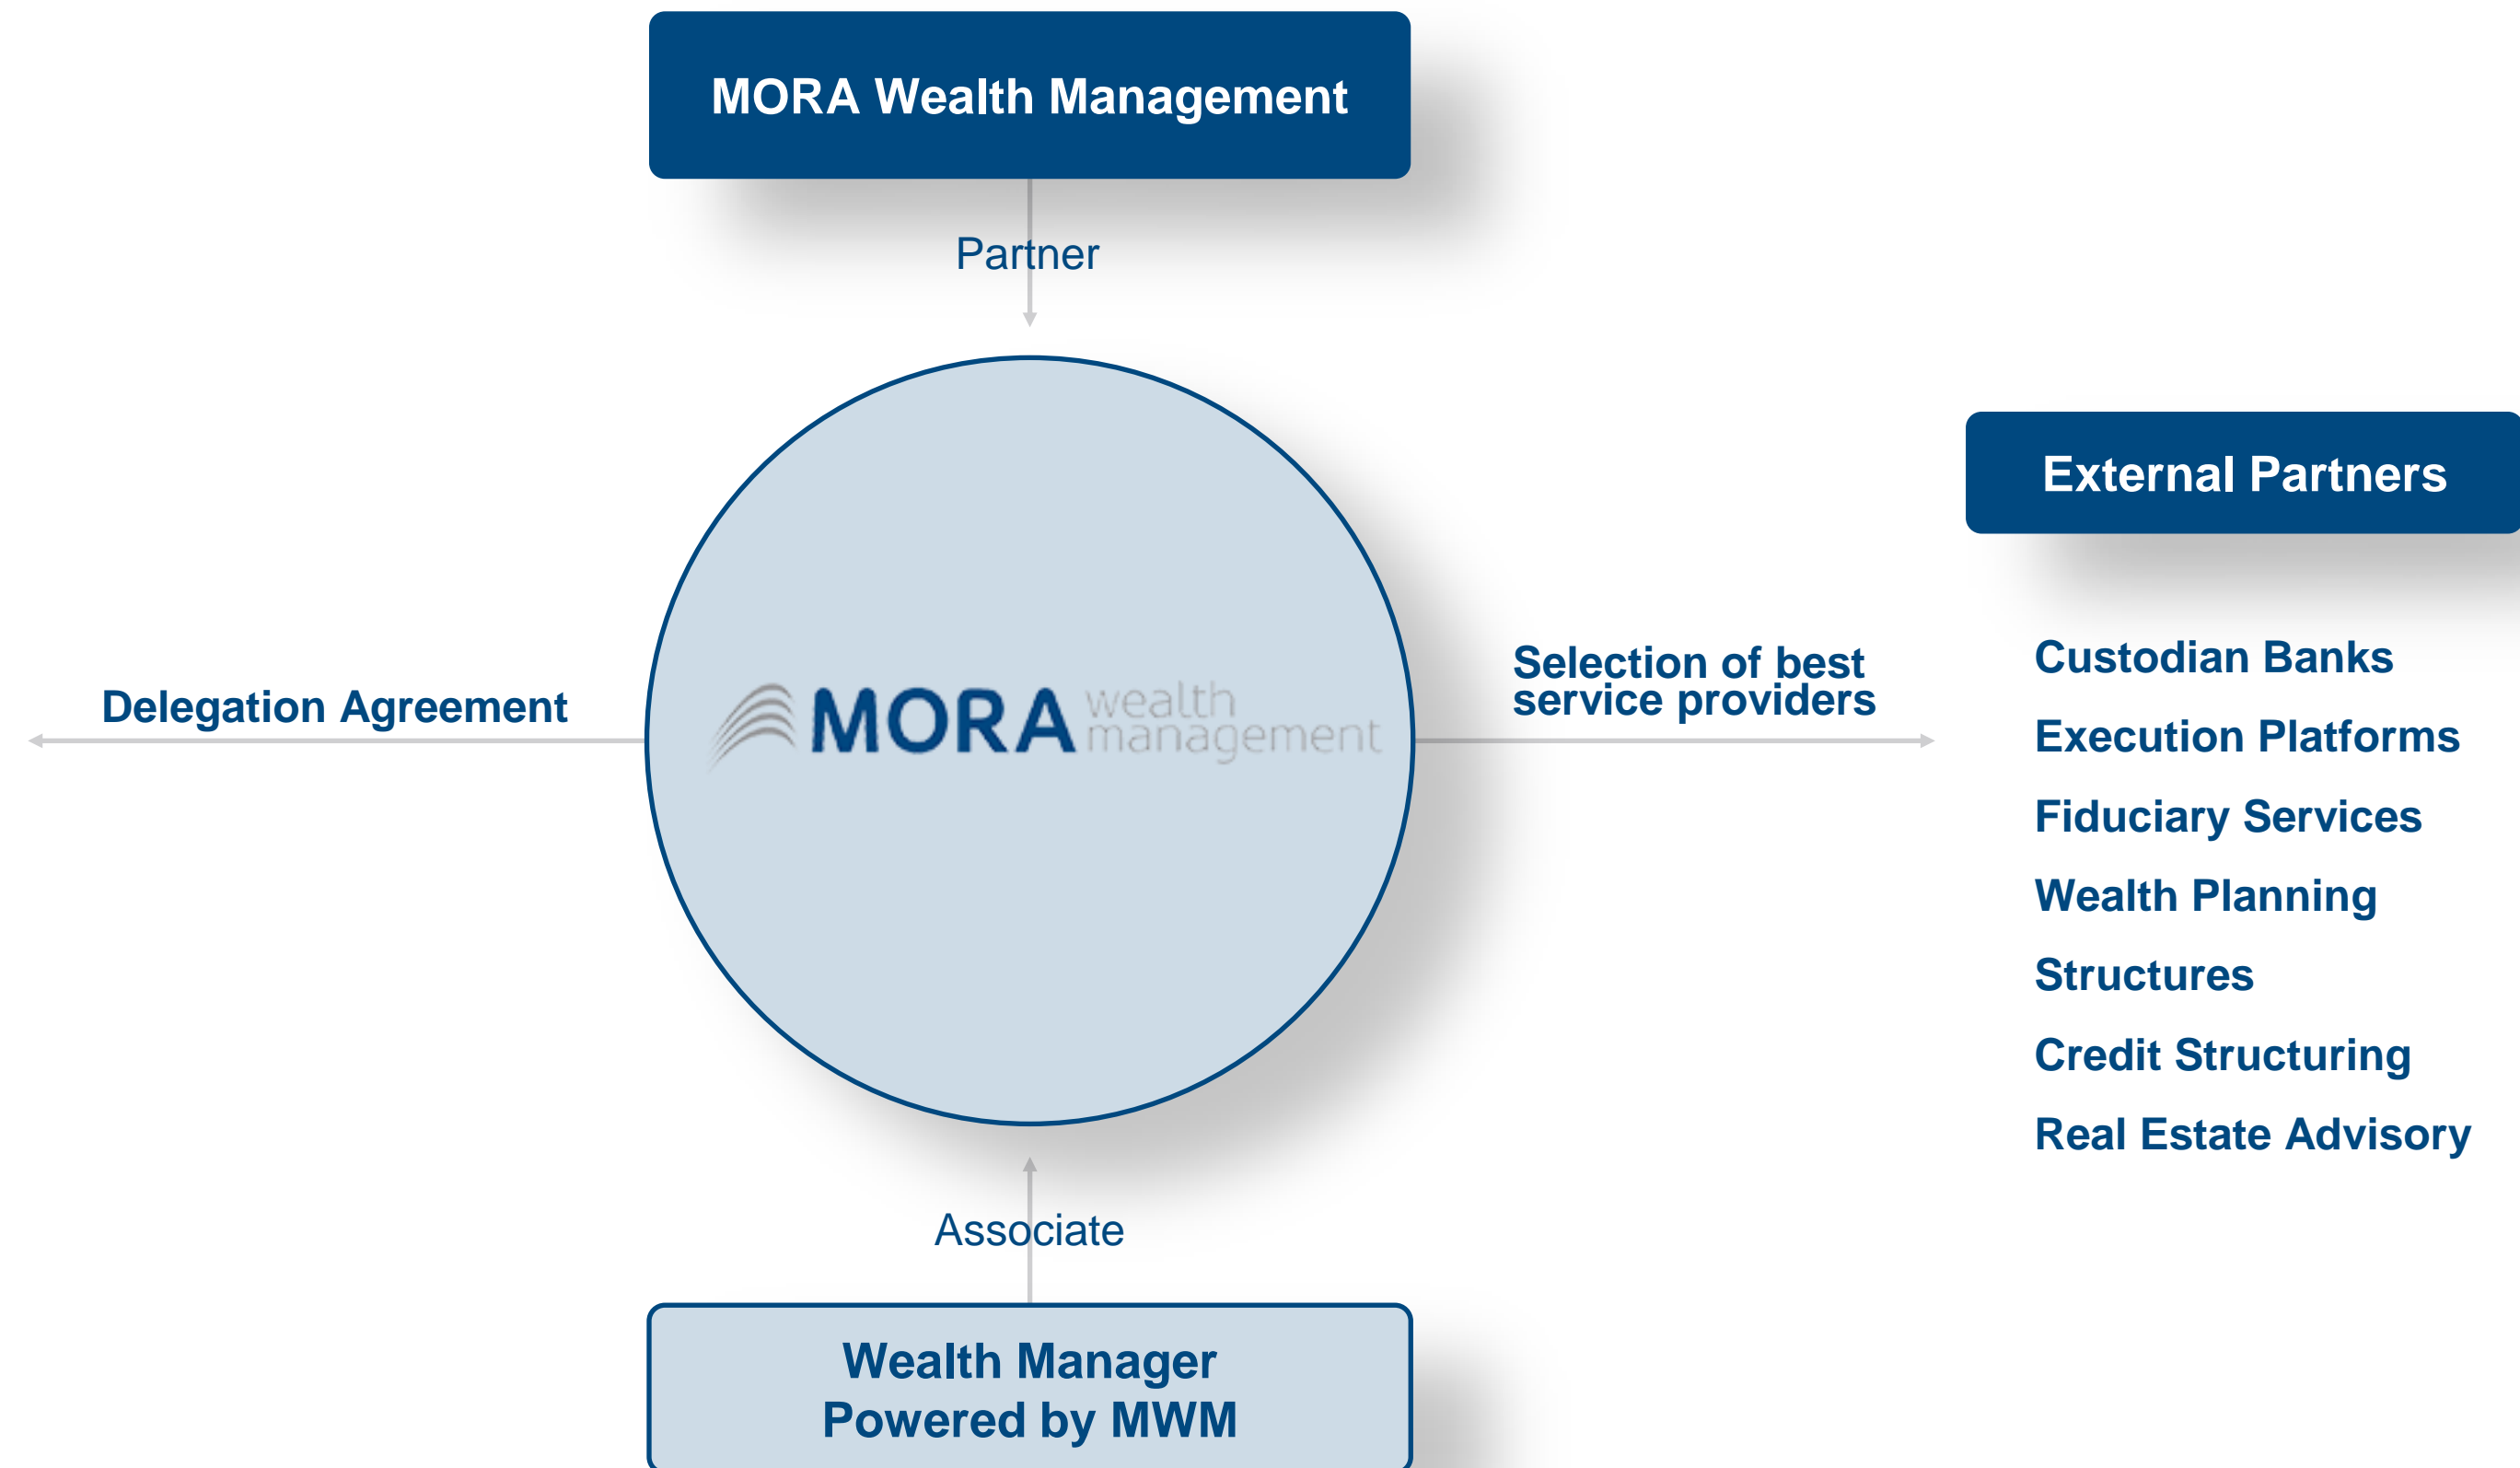 MORA Wealth Management
Partner
External Partners
Delegation Agreement
MORA wealth
management
Selection of best
service providers
Custodian Banks
Execution Platforms
Fiduciary Services
Wealth Planning
Structures
Credit Structuring
Real Estate Advisory
Associate
Wealth Manager
Powered by MWM